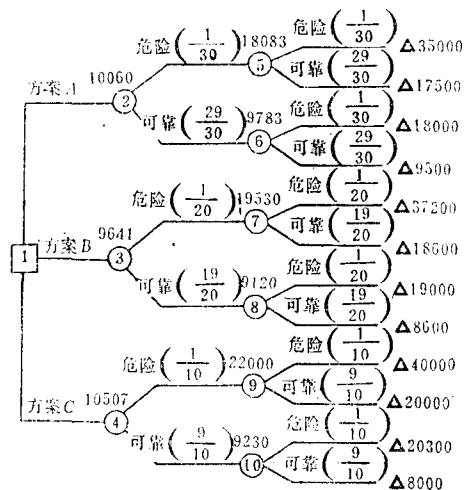 危险(1/30) △35000
危险(1/30) 18083 ⑤
可靠(29/30) △17500
10060
方案A ②
危险(1/30) △18000
可靠(29/30) 9783 ⑥
可靠(29/30) △9500
危险(1/20) △37200
危险(1/20) 19530 ⑦
可靠(19/20) △18600
9641
1 方案B ③
危险(1/20) △19000
可靠(19/20) 9120 ⑧
可靠(19/20) △8600
危险(1/10) △40000
危险(1/10) 22000 ⑨
可靠(9/10) △20000
10507
方案C ④
危险(1/10) △20300
可靠(9/10) 9230 ⑩
可靠(9/10) △8000